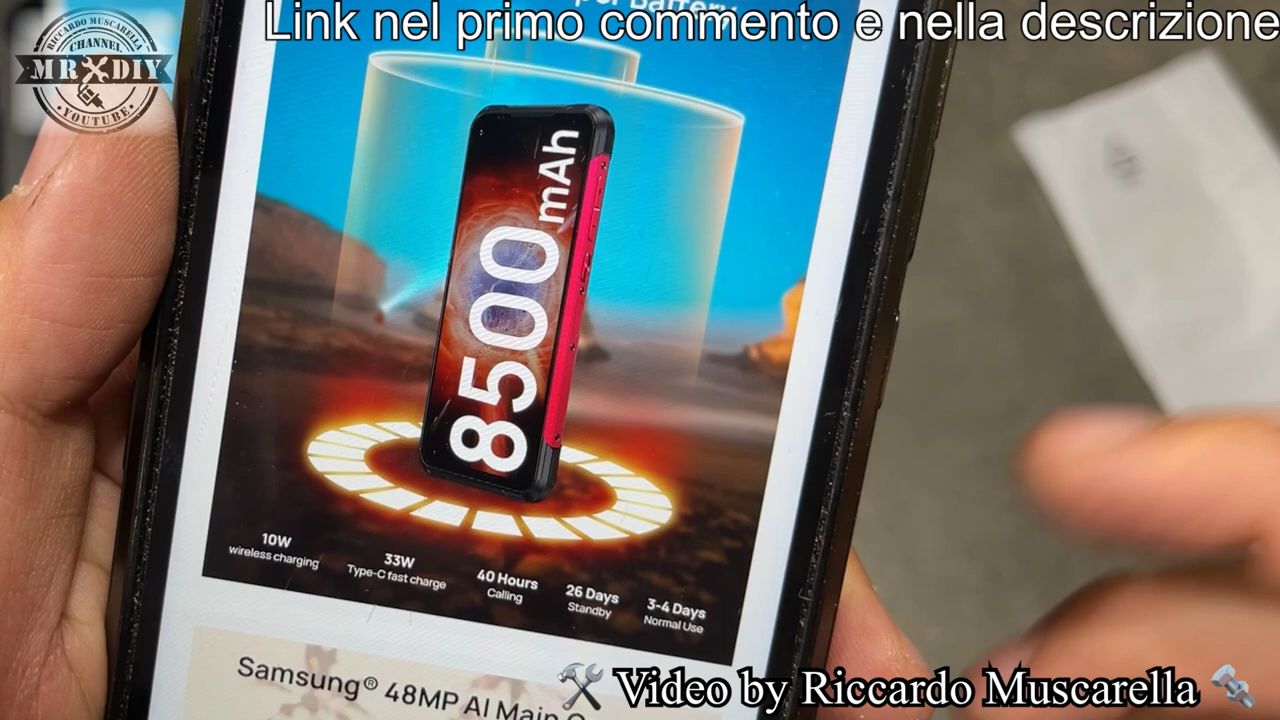 Link nel primo commento e nella descrizione
RICCARDO MUSCARELLA
CHANNEL
MR DIY
YOUTUBE
8500 mAh
10W
wireless charging
33W
Type-C fast charge
40 Hours
Calling
26 Days
Standby
3-4 Days
Normal Use
Samsung® 48MP AI Main
Video by Riccardo Muscarella